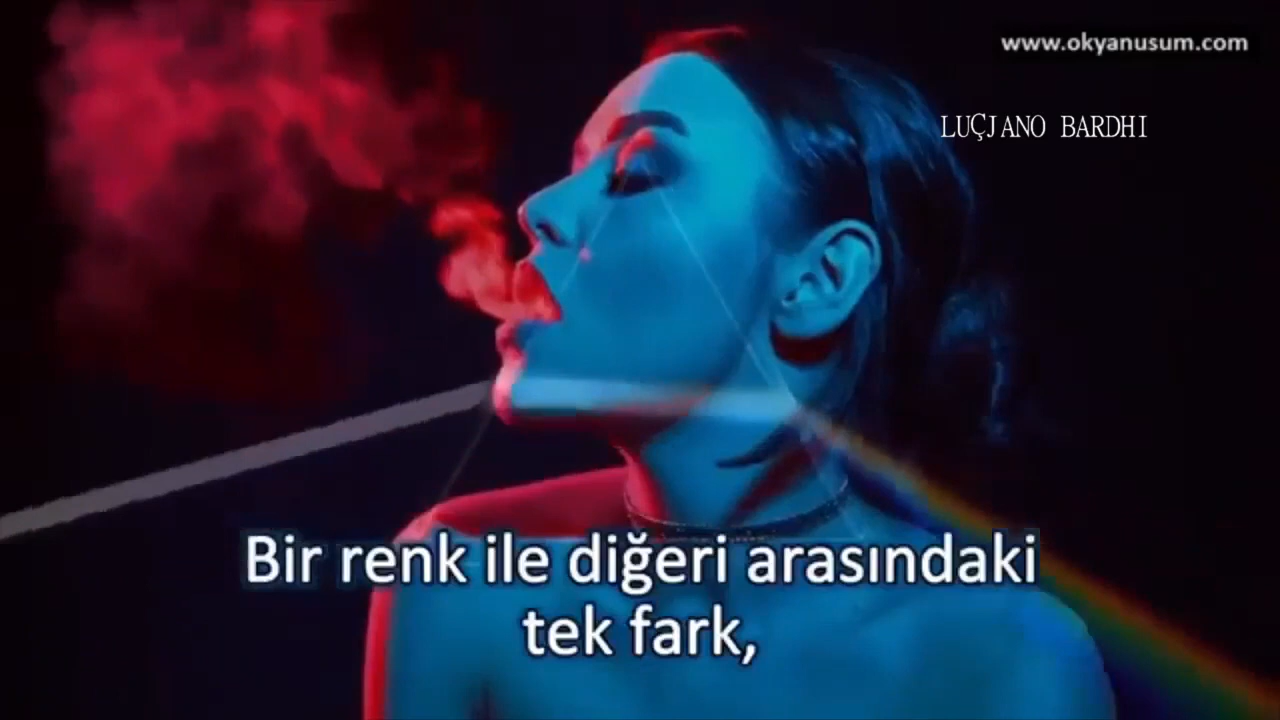 www.okyanusum.com
LUÇJANO BARDHI
Bir renk ile diğeri arasındaki
tek fark,